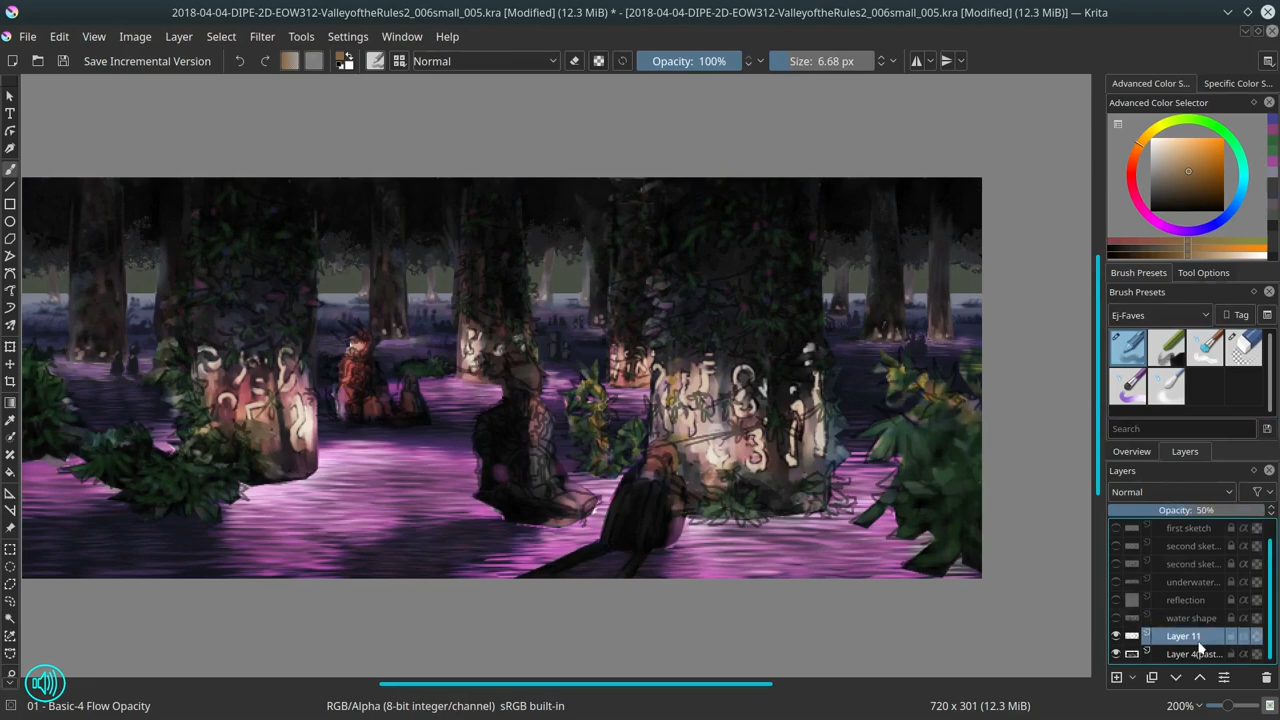 2018-04-04-DIPE-2D-EOW312-ValleyoftheRules2_006small_005.kra [Modified] (12.3 MiB) * - [2018-04-04-DIPE-2D-EOW312-ValleyoftheRules2_006small_005.kra [Modified] (12.3 MiB)] — Krita
File Edit View Image Layer Select Filter Tools Settings Window Help
Save Incremental Version Normal Opacity: 100% Size: 6.68 px
Advanced Color S... Specific Color S...
Advanced Color Selector
Brush Presets Tool Options
Brush Presets
Ej-Faves Tag
Search
Overview Layers
Layers
Normal
Opacity: 50%
first sketch
second sket...
second sket...
underwater...
reflection
water shape
Layer 11
Layer 4(past...
01 - Basic-4 Flow Opacity RGB/Alpha (8-bit integer/channel) sRGB built-in 720 x 301 (12.3 MiB) 200%